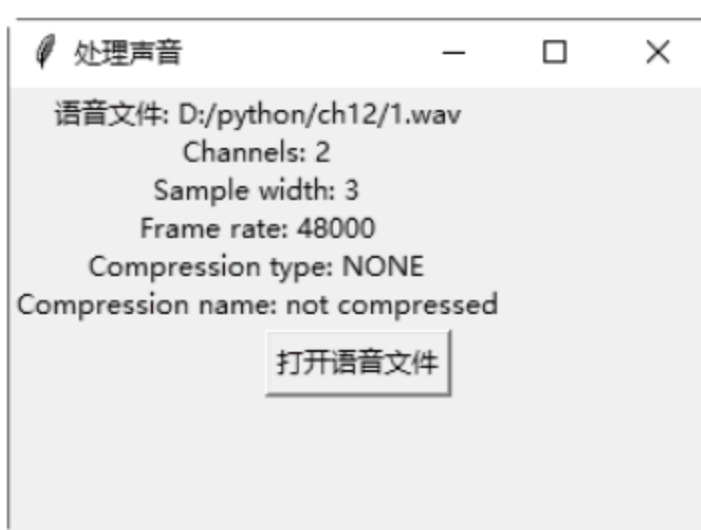 处理声音
语音文件: D:/python/ch12/1.wav
Channels: 2
Sample width: 3
Frame rate: 48000
Compression type: NONE
Compression name: not compressed
打开语音文件